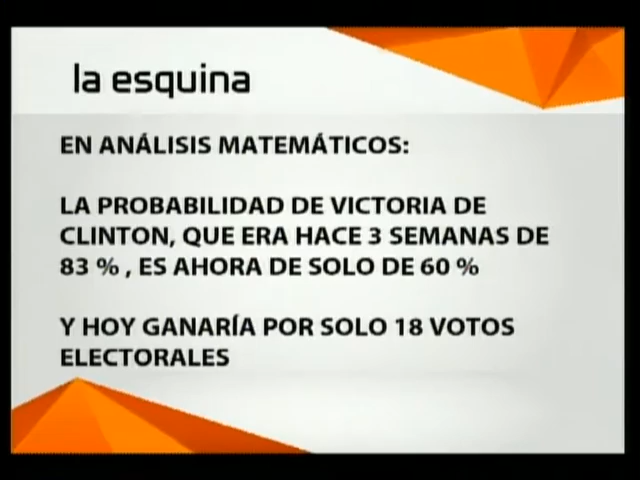 la esquina
EN ANÁLISIS MATEMÁTICOS:
LA PROBABILIDAD DE VICTORIA DE
CLINTON, QUE ERA HACE 3 SEMANAS DE
83 % , ES AHORA DE SOLO DE 60 %
Y HOY GANARÍA POR SOLO 18 VOTOS
ELECTORALES